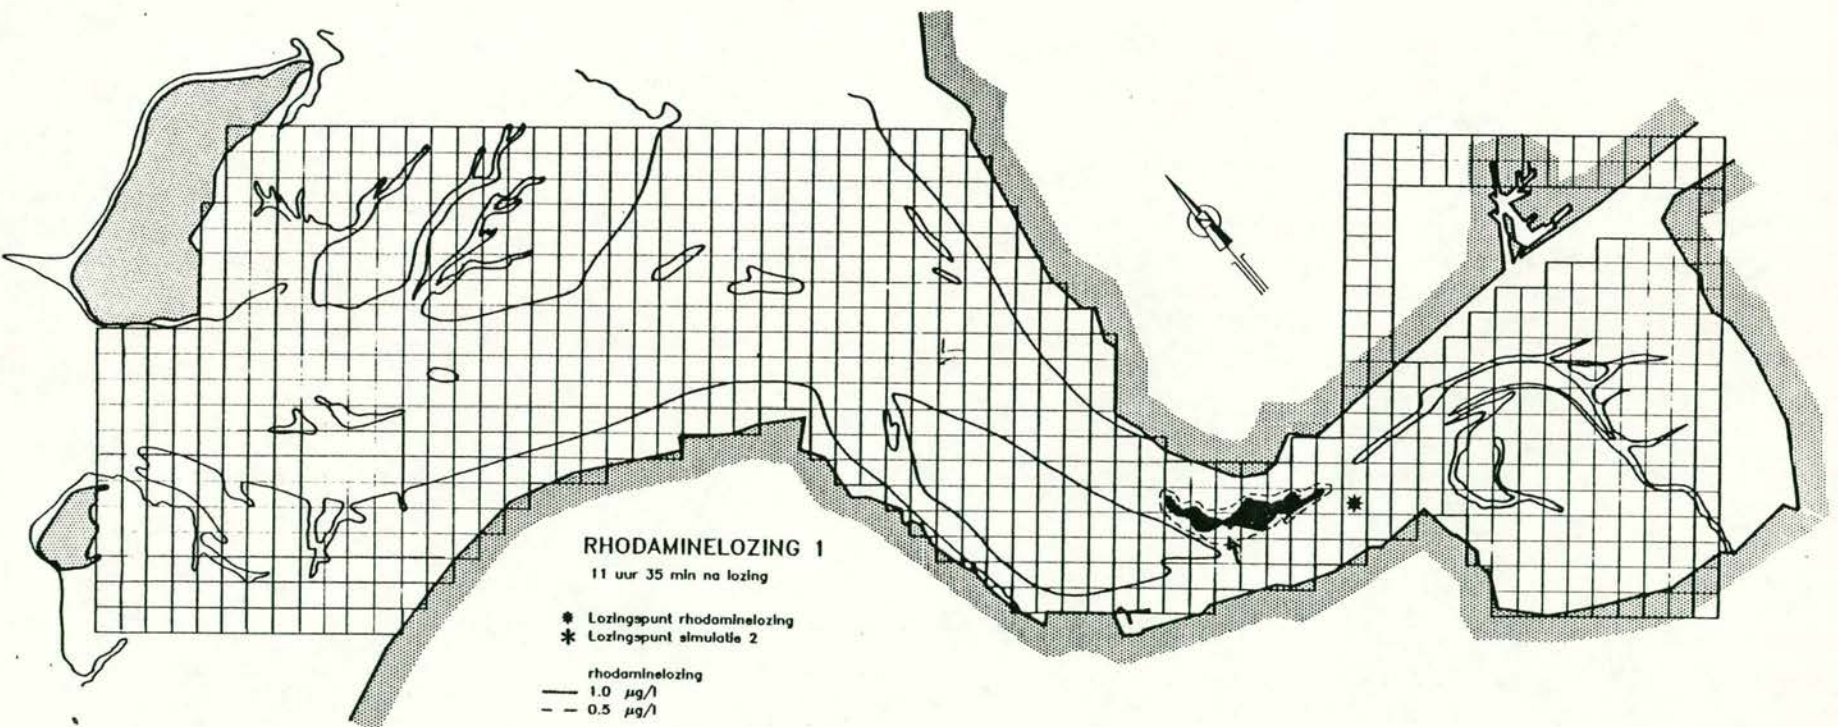 RHODAMINELOZING 1
11 uur 35 min na lozing
Lozingspunt rhodaminelozing
Lozingspunt simulatie 2
rhodaminelozing
1.0 µg/l
0.5 µg/l